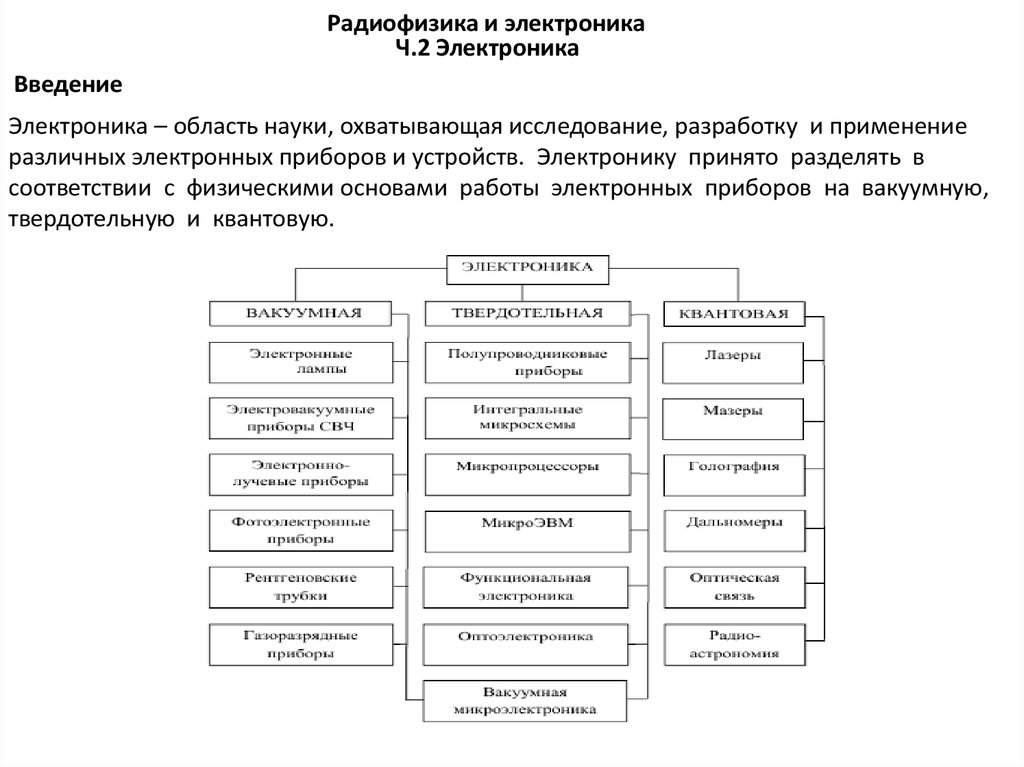 Радиофизика и электроника
Ч.2 Электроника
Введение
Электроника – область науки, охватывающая исследование, разработку и применение
различных электронных приборов и устройств. Электронику принято разделять в
соответствии с физическими основами работы электронных приборов на вакуумную,
твердотельную и квантовую.
ЭЛЕКТРОНИКА
ВАКУУМНАЯ
ТВЕРДОТЕЛЬНАЯ
КВАНТОВАЯ
Электронные
лампы
Полупроводниковые
приборы
Лазеры
Электровакуумные
приборы СВЧ
Интегральные
микросхемы
Мазеры
Электронно-
лучевые приборы
Микропроцессоры
Голография
Фотоэлектронные
приборы
МикроЭВМ
Дальномеры
Рентгеновские
трубки
Функциональная
электроника
Оптическая
связь
Газоразрядные
приборы
Оптоэлектроника
Радио-
астрономия
Вакуумная
микроэлектроника